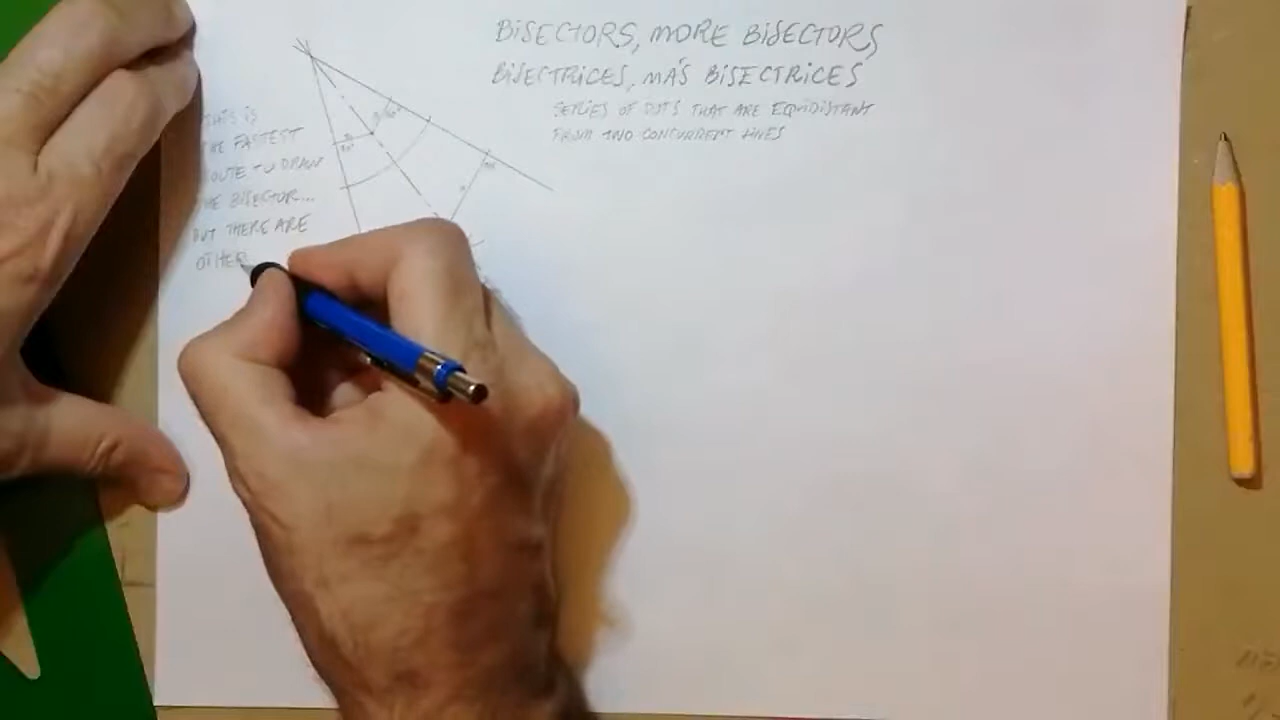 BISECTORS, MORE BISECTORS,
BISECTRICES, MÁS BISECTRICES
SERIES OF DOTS THAT ARE EQUIDISTANT
FROM TWO CONCURRENT LINES
THIS IS
THE FASTEST
ROUTE TO DRAW
THE BISECTOR...
BUT THERE ARE
OTHER